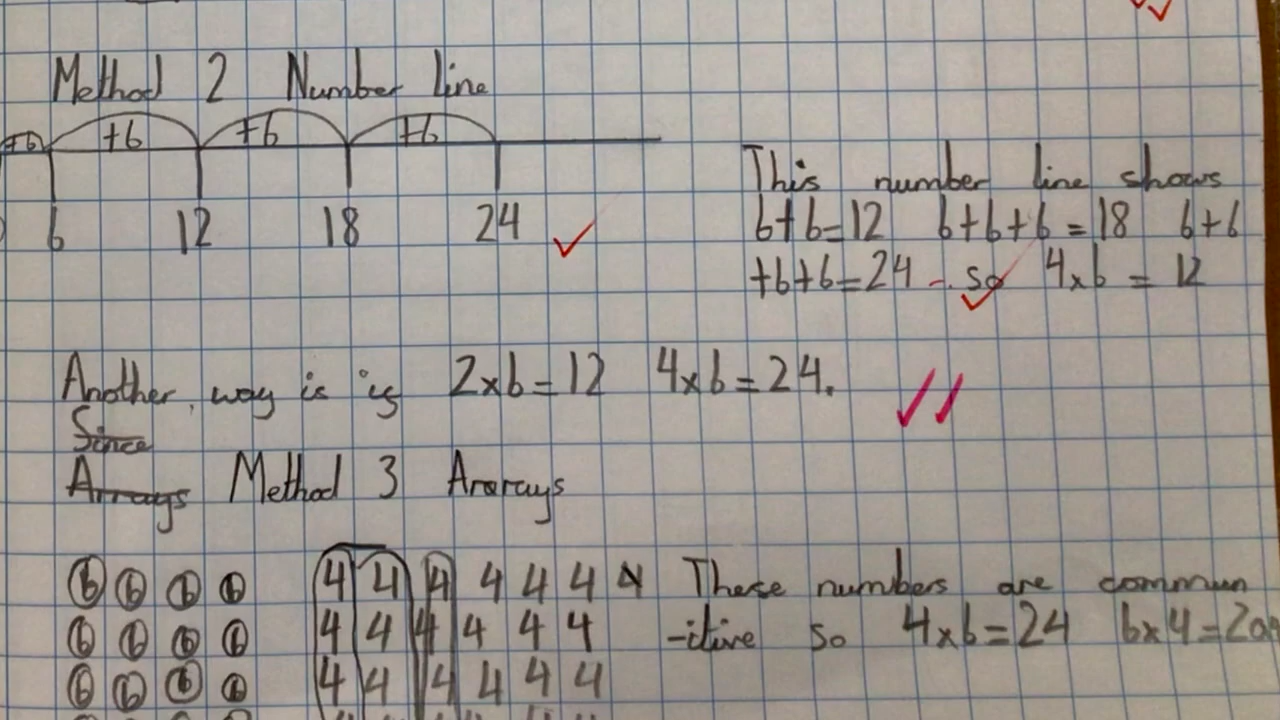 Method 2 Number line
+6 +6 +6 +6
6 12 18 24
This number line shows
6+6=12 6+6+6=18 6+6
+6+6=24 so 4x6 = 12
Another way is is 2x6=12 4x6=24.
Since
Arrays Method 3 Ararays
6 6 6 6 4 4 4 4 4 4 4 These numbers are commun
6 6 6 6 4 4 4 4 4 4 -itive so 4x6=24 6x4=2
6 6 6 6 4 4 4 4 4 4